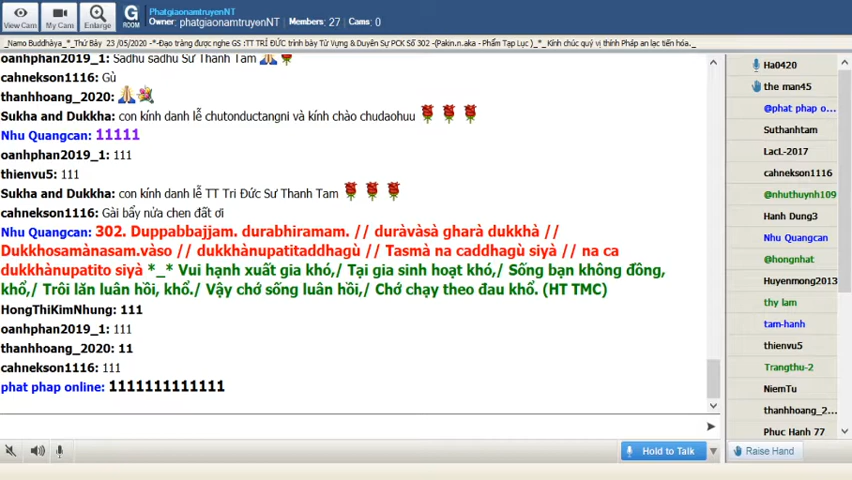 View Cam
My Cams
Enlarge
G ROOM
PhatgiaonamtruyenNT
Owner: phatgiaonamtruyenNT | Members: 27 | Cams: 0
_Namo Buddhàya_*_Thứ Bảy 23 /05/2020 -*-Đạo tràng được nghe GS :TT TRÍ ĐỨC trình bày Từ Vựng & Duyên Sự PCK Số 302 -(Pakin.n.aka - Phẩm Tạp Lục )_*_Kính chúc quý vị thính Pháp an lạc tiến hóa._
oanhphan2019_1: Sadhu sadhu Sư Thanh Tam
cahnekson1116: Gù
thanhhoang_2020:
Sukha and Dukkha: con kính danh lễ chutonductangni và kính chào chudaohuu
Nhu Quangcan: 11111
oanhphan2019_1: 111
thienvu5: 111
Sukha and Dukkha: con kính danh lễ TT Tri Đức Sư Thanh Tam
cahnekson1116: Gài bẩy nửa chen đất ơi
Nhu Quangcan: 302. Duppabbajjam. durabhiramam. // duràvàsà gharà dukkhà //
Dukkhosamànasam.vàso // dukkhànupatitaddhagù // Tasmà na caddhagù siyà // na ca
dukkhànupatito siyà *_* Vui hạnh xuất gia khó,/ Tại gia sinh hoạt khó,/ Sống bạn không đồng,
khổ,/ Trôi lăn luân hồi, khổ./ Vậy chớ sống luân hồi,/ Chớ chạy theo đau khổ. (HT TMC)
HongThiKimNhung: 111
oanhphan2019_1: 111
thanhhoang_2020: 11
cahnekson1116: 111
phat phap online: 1111111111111
Hold to Talk
Ha0420
the man45
@phat phap o...
Suthanhtam
LacL-2017
cahnekson1116
@nhuthuynh109
Hanh Dung3
Nhu Quangcan
@hongnhat
Huyenmong2013
thy lam
tam-hanh
thienvu5
Trangthu-2
NiemTu
thanhhoang_2...
Phuc Hanh 77
Raise Hand